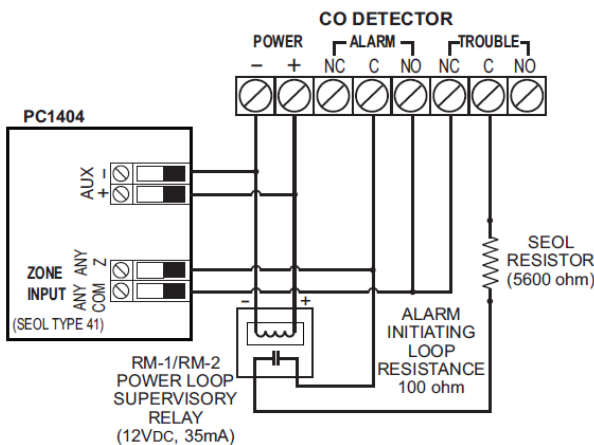 CO DETECTOR
POWER ALARM TROUBLE
− + NC C NO NC C NO
PC1404
AUX
−
+
ZONE
INPUT
ANY Z
ANY COM
(SEOL TYPE 41)
− +
SEOL
RESISTOR
(5600 ohm)
ALARM
INITIATING
LOOP
RESISTANCE
100 ohm
RM-1/RM-2
POWER LOOP
SUPERVISORY
RELAY
(12VDC, 35mA)